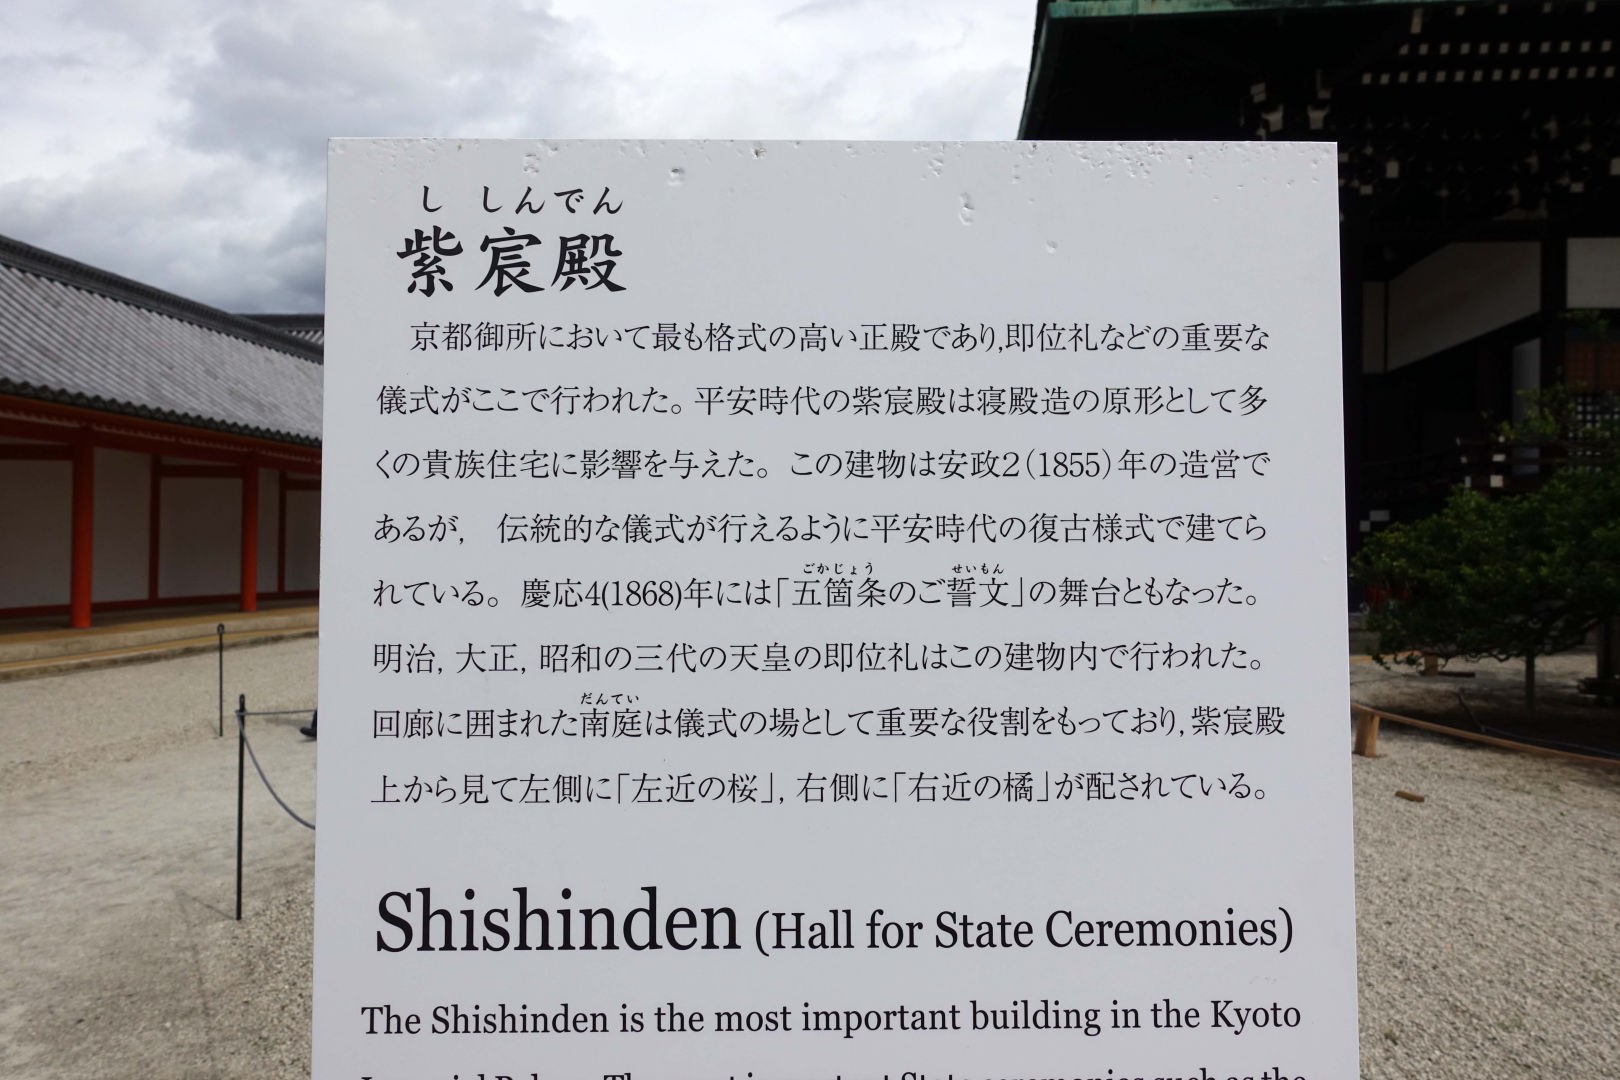 し ししんでん
紫宸殿
京都御所において最も格式の高い正殿であり,即位礼などの重要な
儀式がここで行われた。平安時代の紫宸殿は寝殿造の原形として多
くの貴族住宅に影響を与えた。この建物は安政2(1855)年の造営で
あるが, 伝統的な儀式が行えるように平安時代の復古様式で建てら
ごかじょう せいもん
れている。慶応4(1868)年には「五箇条のご誓文」の舞台ともなった。
明治, 大正, 昭和の三代の天皇の即位礼はこの建物内で行われた。
だんてい
回廊に囲まれた南庭は儀式の場として重要な役割をもっており,紫宸殿
上から見て左側に「左近の桜」, 右側に「右近の橘」が配されている。
Shishinden (Hall for State Ceremonies)
The Shishinden is the most important building in the Kyoto
Imperial Palace. The most important State ceremonies such as the